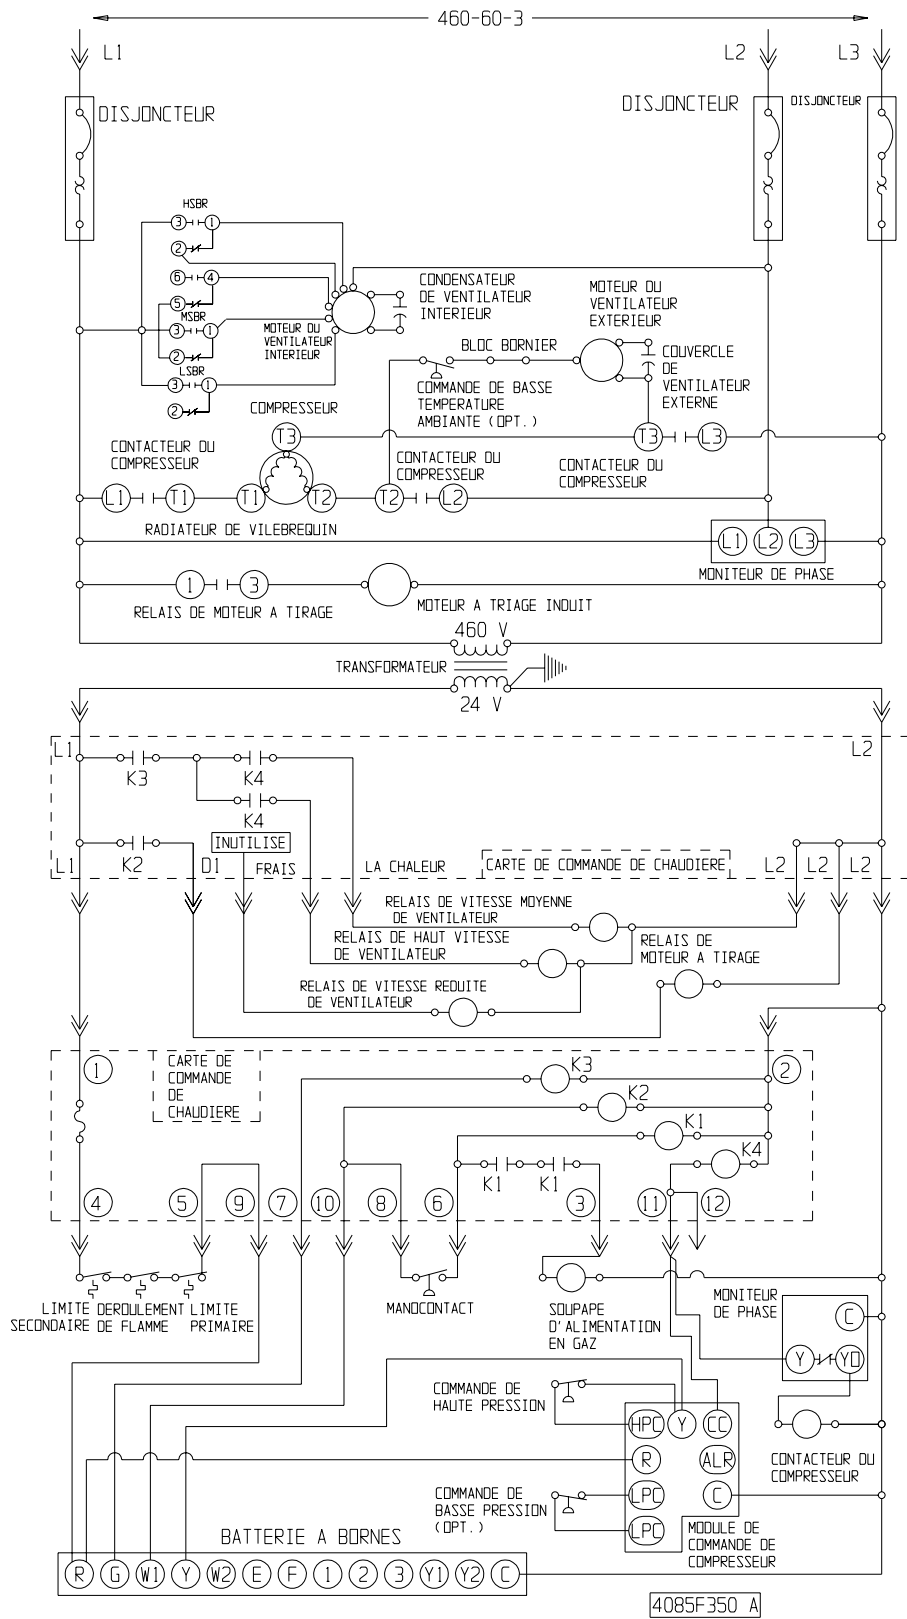 460-60-3
L1
L2
L3
DISJONCTEUR
DISJONCTEUR
DISJONCTEUR
HSBR
3 1
2
6 4
5
MSBR
3 1
2
LSBR
3 1
2
MOTEUR DU
VENTILATEUR
INTERIEUR
CONDENSATEUR
DE VENTILATEUR
INTERIEUR
MOTEUR DU
VENTILATEUR
EXTERIEUR
BLOC BORNIER
COUVERCLE
DE
VENTILATEUR
EXTERNE
COMMANDE DE BASSE
TEMPERATURE
AMBIANTE (OPT.)
COMPRESSEUR
T3
T3 L3
CONTACTEUR DU
COMPRESSEUR
CONTACTEUR DU
COMPRESSEUR
CONTACTEUR DU
COMPRESSEUR
L1 T1 T1 T2 T2 L2
RADIATEUR DE VILEBREQUIN
L1 L2 L3
MONITEUR DE PHASE
1 3
RELAIS DE MOTEUR A TIRAGE
MOTEUR A TRIAGE INDUIT
460 V
TRANSFORMATEUR
24 V
L1
L2
K3
K4
K4
K2
INUTILISE
L1
D1
FRAIS
LA CHALEUR
CARTE DE COMMANDE DE CHAUDIERE
L2 L2 L2
RELAIS DE VITESSE MOYENNE
DE VENTILATEUR
RELAIS DE HAUT VITESSE
DE VENTILATEUR
RELAIS DE
MOTEUR A TIRAGE
RELAIS DE VITESSE REDUITE
DE VENTILATEUR
1
CARTE DE
COMMANDE
DE
CHAUDIERE
K3
2
K2
K1
K4
K1 K1
4 5 9 7 10 8 6 3 11 12
LIMITE
SECONDAIRE
DEROULEMENT
DE FLAMME
LIMITE
PRIMAIRE
MANOCONTACT
SOUPAPE
D'ALIMENTATION
EN GAZ
MONITEUR
DE PHASE
C
Y YO
COMMANDE DE
HAUTE PRESSION
HPC Y CC
R ALR
LPC C
LPC
CONTACTEUR DU
COMPRESSEUR
COMMANDE DE
BASSE PRESSION
(OPT.)
MODULE DE
COMMANDE DE
COMPRESSEUR
BATTERIE A BORNES
R G W1 Y W2 E F 1 2 3 Y1 Y2 C
4085F350 A